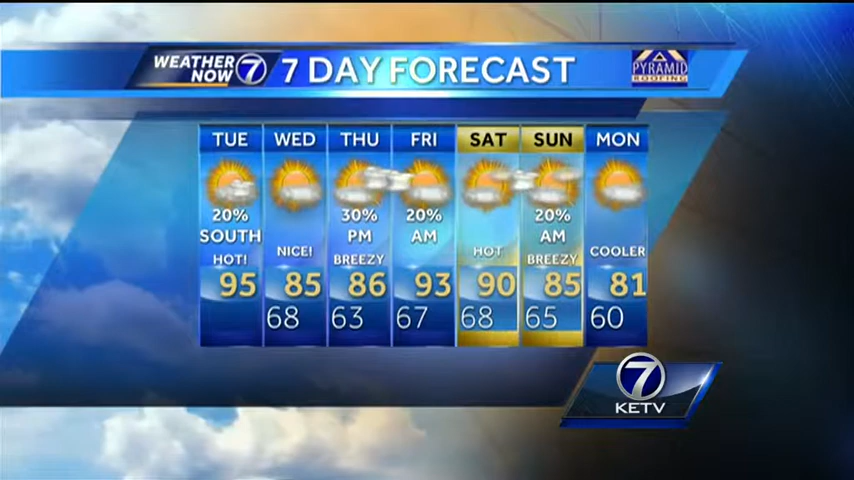 WEATHER NOW 7 7 DAY FORECAST PYRAMID ROOFING
TUE WED THU FRI SAT SUN MON
20% 30% 20% 20%
SOUTH PM AM AM
HOT! NICE! BREEZY HOT BREEZY COOLER
95 85 86 93 90 85 81
68 63 67 68 65 60
7
KETV